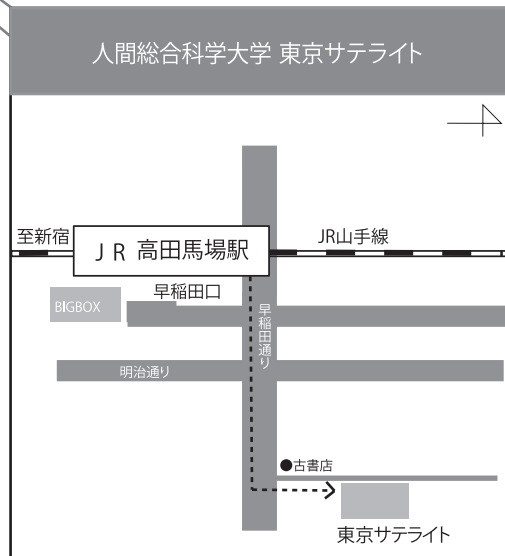 人間総合科学大学 東京サテライト
至新宿
JR 高田馬場駅
JR山手線
BIGBOX
早稲田口
早稲田通り
明治通り
古書店
東京サテライト